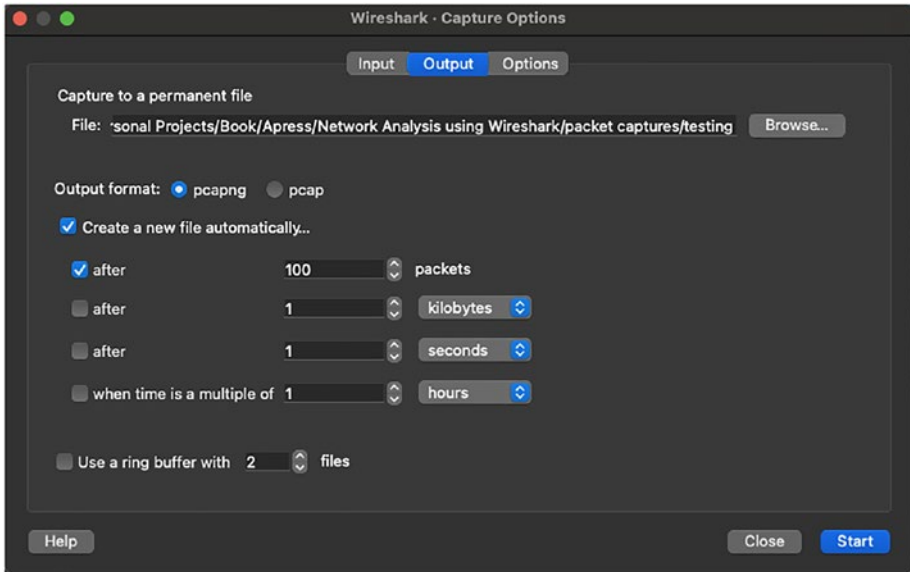 Wireshark · Capture Options
Input Output Options
Capture to a permanent file
File: rsonal Projects/Book/Apress/Network Analysis using Wireshark/packet captures/testing Browse...
Output format: pcapng pcap
Create a new file automatically...
after 100 packets
after 1 kilobytes
after 1 seconds
when time is a multiple of 1 hours
Use a ring buffer with 2 files
Help Close Start